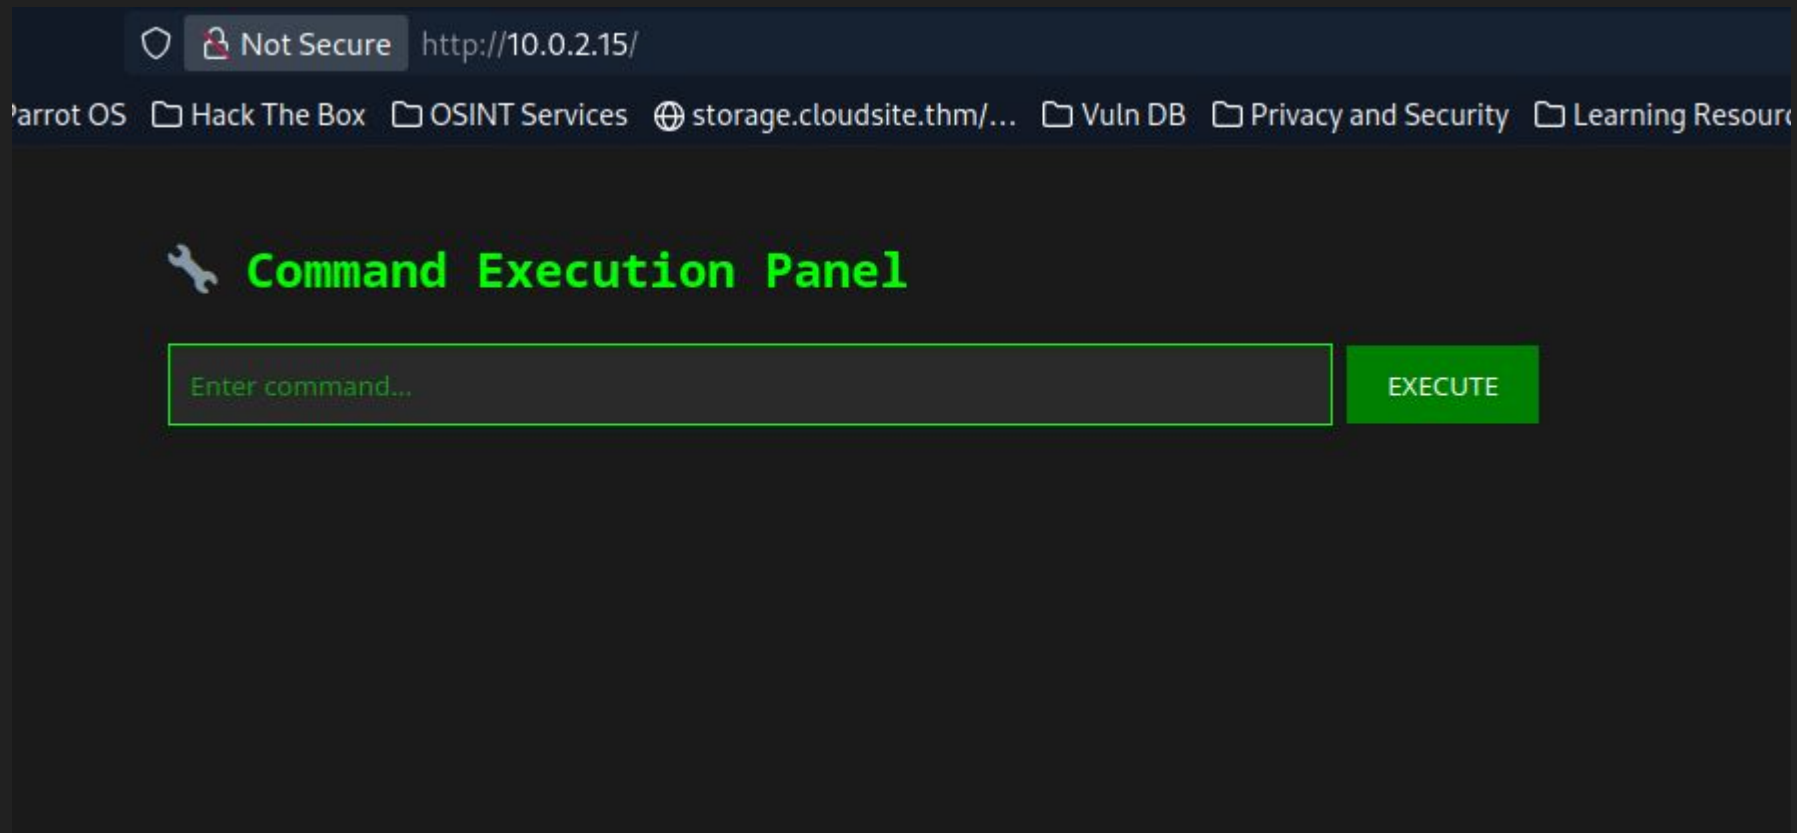 Not Secure http://10.0.2.15/
Parrot OS Hack The Box OSINT Services storage.cloudsite.thm/... Vuln DB Privacy and Security Learning Resourc
Command Execution Panel
Enter command... EXECUTE